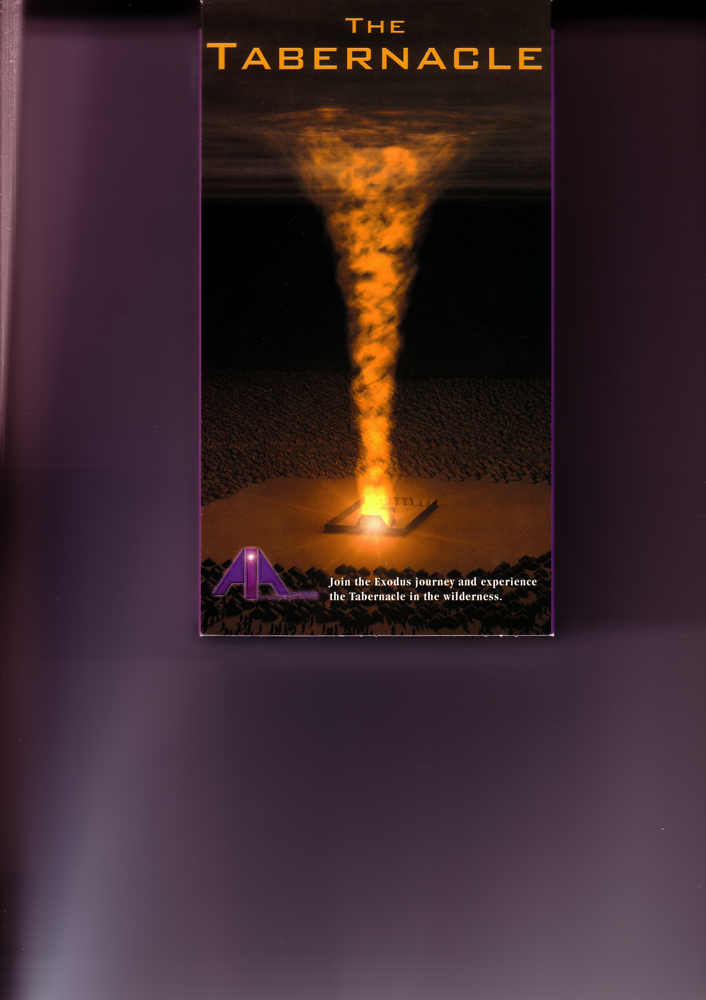 THE
TABERNACLE
Join the Exodus journey and experience
the Tabernacle in the wilderness.